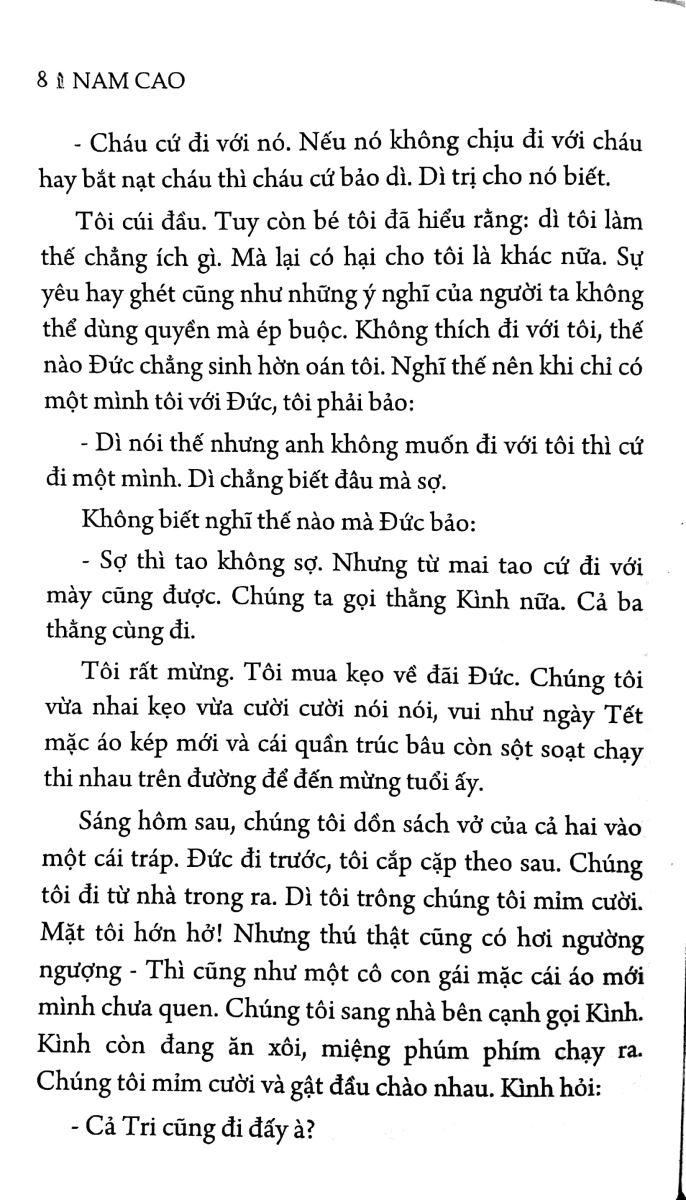 8 NAM CAO
- Cháu cứ đi với nó. Nếu nó không chịu đi với cháu
hay bắt nạt cháu thì cháu cứ bảo dì. Dì trị cho nó biết.
Tôi cúi đầu. Tuy còn bé tôi đã hiểu rằng: dì tôi làm
thế chẳng ích gì. Mà lại có hại cho tôi là khác nữa. Sự
yêu hay ghét cũng như những ý nghĩ của người ta không
thể dùng quyền mà ép buộc. Không thích đi với tôi, thế
nào Đức chẳng sinh hờn oán tôi. Nghĩ thế nên khi chỉ có
một mình tôi với Đức, tôi phải bảo:
- Dì nói thế nhưng anh không muốn đi với tôi thì cứ
đi một mình. Dì chẳng biết đâu mà sợ.
Không biết nghĩ thế nào mà Đức bảo:
- Sợ thì tao không sợ. Nhưng từ mai tao cứ đi với
mày cũng được. Chúng ta gọi thằng Kình nữa. Cả ba
thằng cùng đi.
Tôi rất mừng. Tôi mua kẹo về đãi Đức. Chúng tôi
vừa nhai kẹo vừa cười cười nói nói, vui như ngày Tết
mặc áo kép mới và cái quần trúc bâu còn sột soạt chạy
thi nhau trên đường để đến mừng tuổi ấy.
Sáng hôm sau, chúng tôi dồn sách vở của cả hai vào
một cái tráp. Đức đi trước, tôi cắp cặp theo sau. Chúng
tôi đi từ nhà trong ra. Dì tôi trông chúng tôi mỉm cười.
Mặt tôi hớn hở! Nhưng thú thật cũng có hơi ngường
ngượng - Thì cũng như một cô con gái mặc cái áo mới
mình chưa quen. Chúng tôi sang nhà bên cạnh gọi Kình.
Kình còn đang ăn xôi, miệng phúm phím chạy ra.
Chúng tôi mỉm cười và gật đầu chào nhau. Kình hỏi:
- Cả Tri cũng đi đấy à?